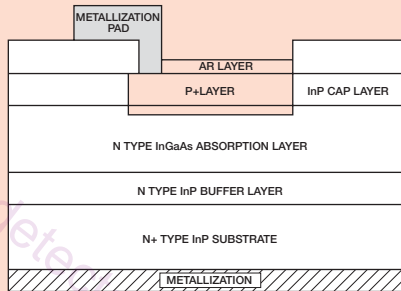 METALLIZATION
PAD
AR LAYER
P+LAYER
InP CAP LAYER
N TYPE InGaAs ABSORPTION LAYER
N TYPE InP BUFFER LAYER
N+ TYPE InP SUBSTRATE
METALLIZATION
detec